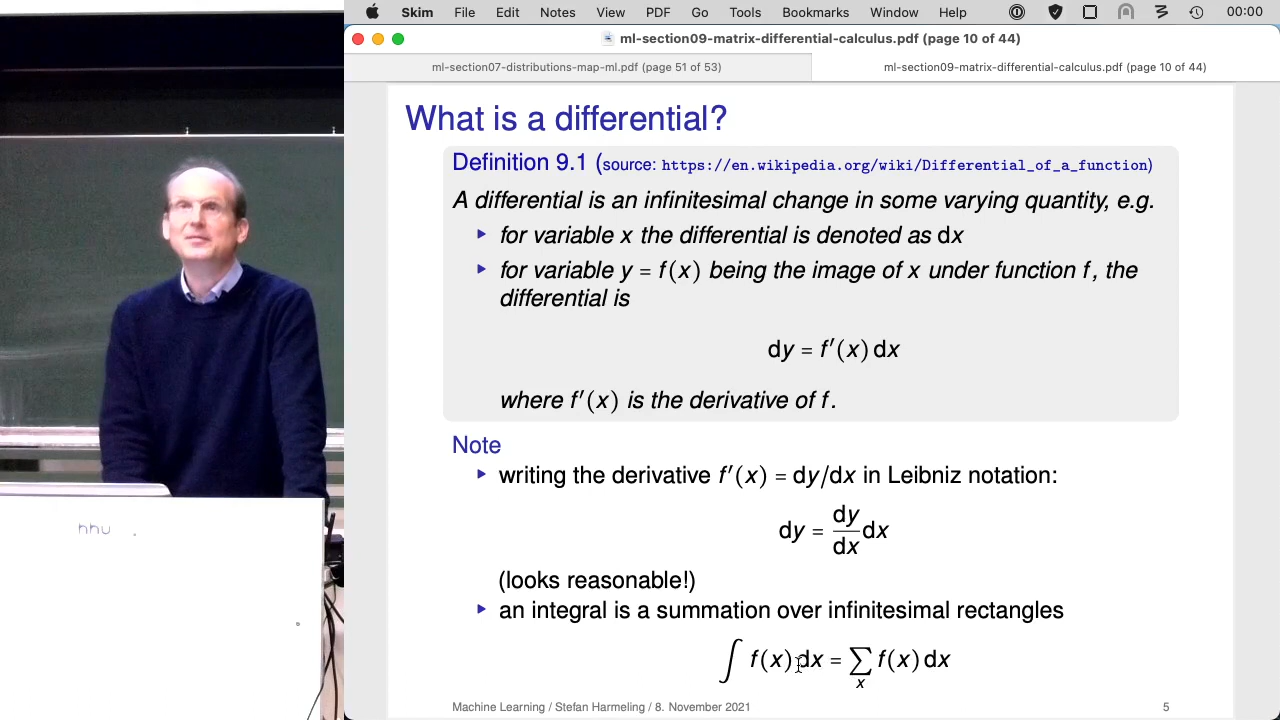 Skim File Edit Notes View PDF Go Tools Bookmarks Window Help 00:00
ml-section09-matrix-differential-calculus.pdf (page 10 of 44)
ml-section07-distributions-map-ml.pdf (page 51 of 53) ml-section09-matrix-differential-calculus.pdf (page 10 of 44)
What is a differential?
Definition 9.1 (source: https://en.wikipedia.org/wiki/Differential_of_a_function)
A differential is an infinitesimal change in some varying quantity, e.g.
▸ for variable x the differential is denoted as dx
▸ for variable y = f(x) being the image of x under function f, the
differential is
dy = f′(x) dx
where f′(x) is the derivative of f.
Note
▸ writing the derivative f′(x) = dy/dx in Leibniz notation:
dy = dy/dx dx
(looks reasonable!)
▸ an integral is a summation over infinitesimal rectangles
∫ f(x) dx = ∑x f(x) dx
Machine Learning / Stefan Harmeling / 8. November 2021 5
hhu